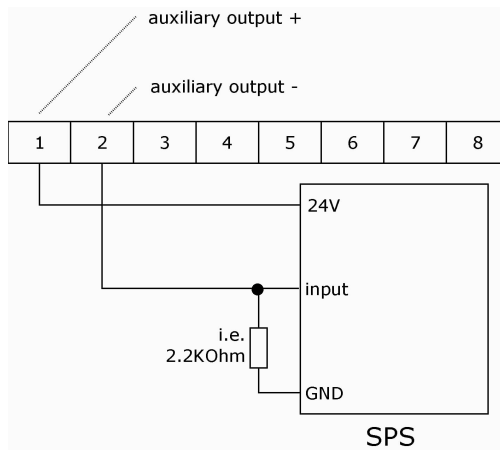 auxiliary output +
auxiliary output -
1 2 3 4 5 6 7 8
24V
input
i.e.
2.2KOhm
GND
SPS